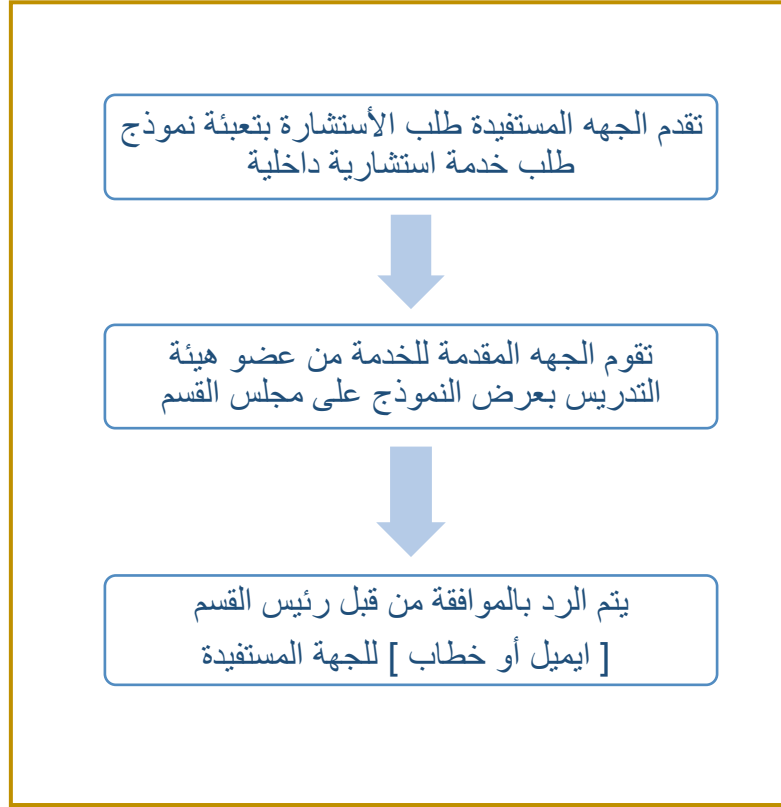 تقدم الجهه المستفيدة طلب الأستشارة بتعبئة نموذج
طلب خدمة استشارية داخلية
تقوم الجهه المقدمة للخدمة من عضو هيئة
التدريس بعرض النموذج على مجلس القسم
يتم الرد بالموافقة من قبل رئيس القسم
[ ايميل أو خطاب ] للجهة المستفيدة